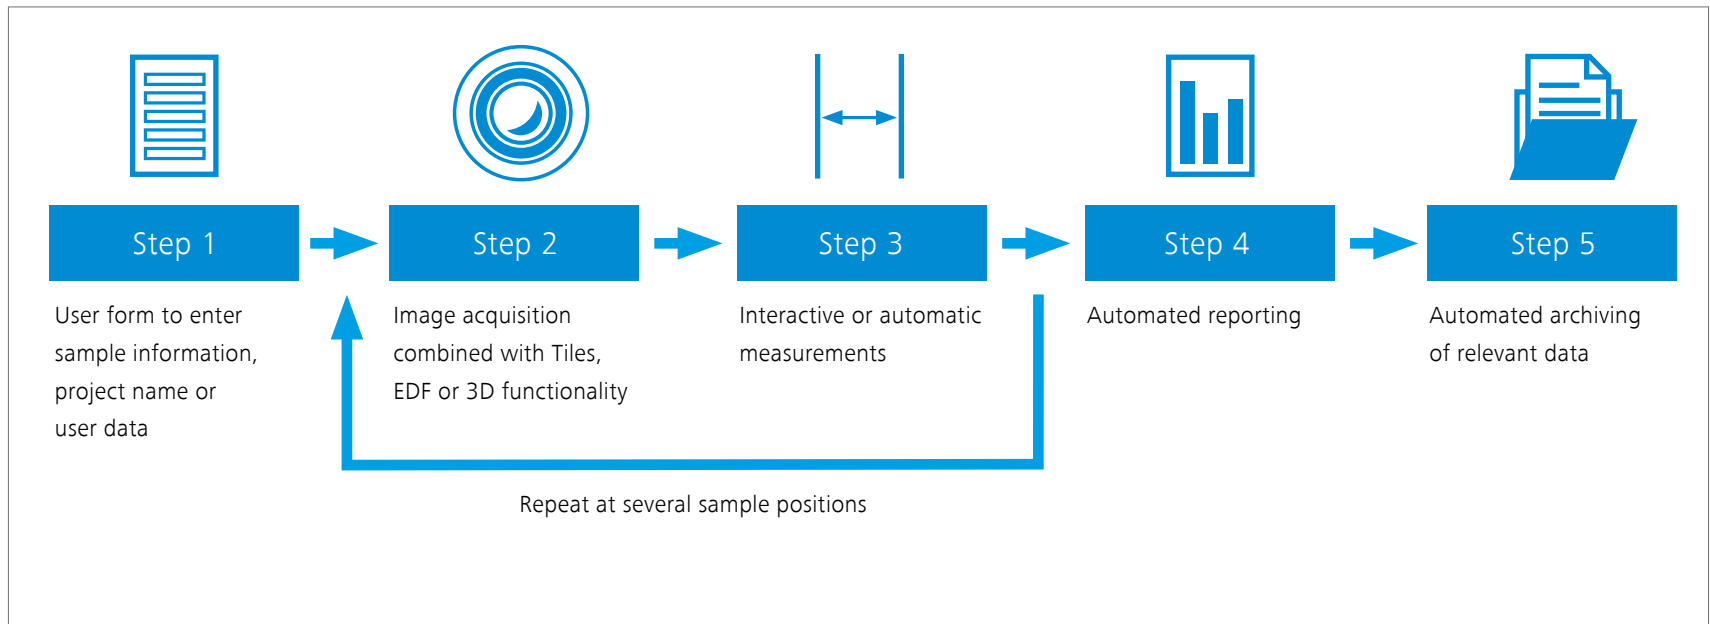 Step 1
User form to enter
sample information,
project name or
user data
Step 2
Image acquisition
combined with Tiles,
EDF or 3D functionality
Step 3
Interactive or automatic
measurements
Step 4
Automated reporting
Step 5
Automated archiving
of relevant data
Repeat at several sample positions